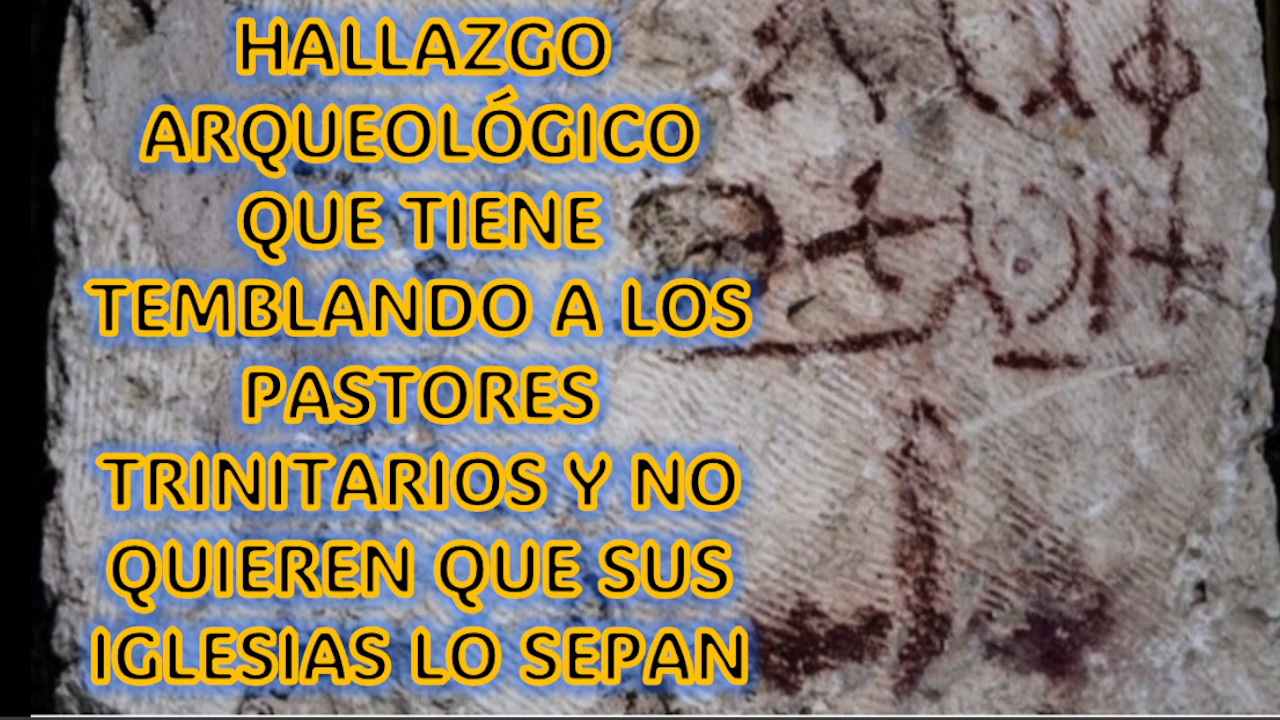 HALLAZGO
ARQUEOLÓGICO
QUE TIENE
TEMBLANDO A LOS
PASTORES
TRINITARIOS Y NO
QUIEREN QUE SUS
IGLESIAS LO SEPAN